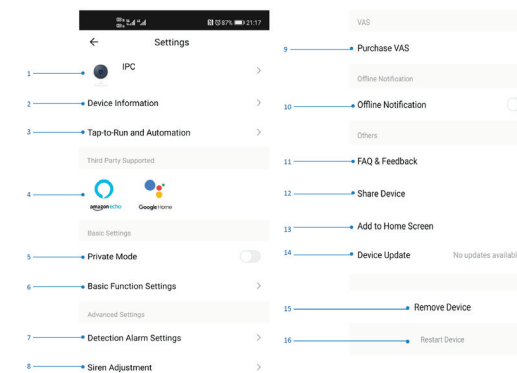 87% 21:17
Settings
1 IPC
2 Device Information
3 Tap-to-Run and Automation
Third Party Supported
4
amazon echo Google Home
Basic Settings
5 Private Mode
6 Basic Function Settings
Advanced Settings
7 Detection Alarm Settings
8 Siren Adjustment
VAS
9 Purchase VAS
Offline Notification
10 Offline Notification
Others
11 FAQ & Feedback
12 Share Device
13 Add to Home Screen
14 Device Update No updates availabl
15 Remove Device
16 Restart Device